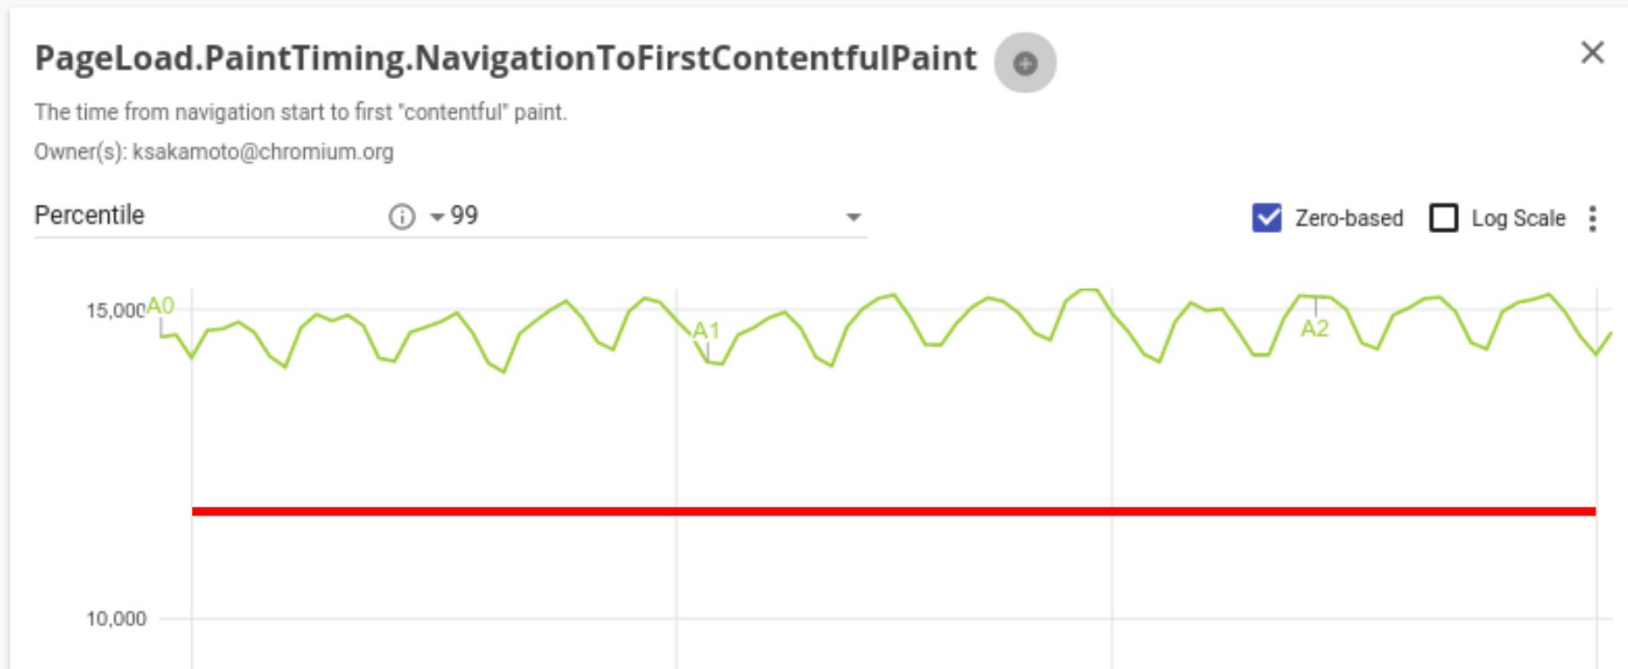 PageLoad.PaintTiming.NavigationToFirstContentfulPaint
The time from navigation start to first "contentful" paint.
Owner(s): ksakamoto@chromium.org
Percentile 99 Zero-based Log Scale
15,000 A0
A1
A2
10,000